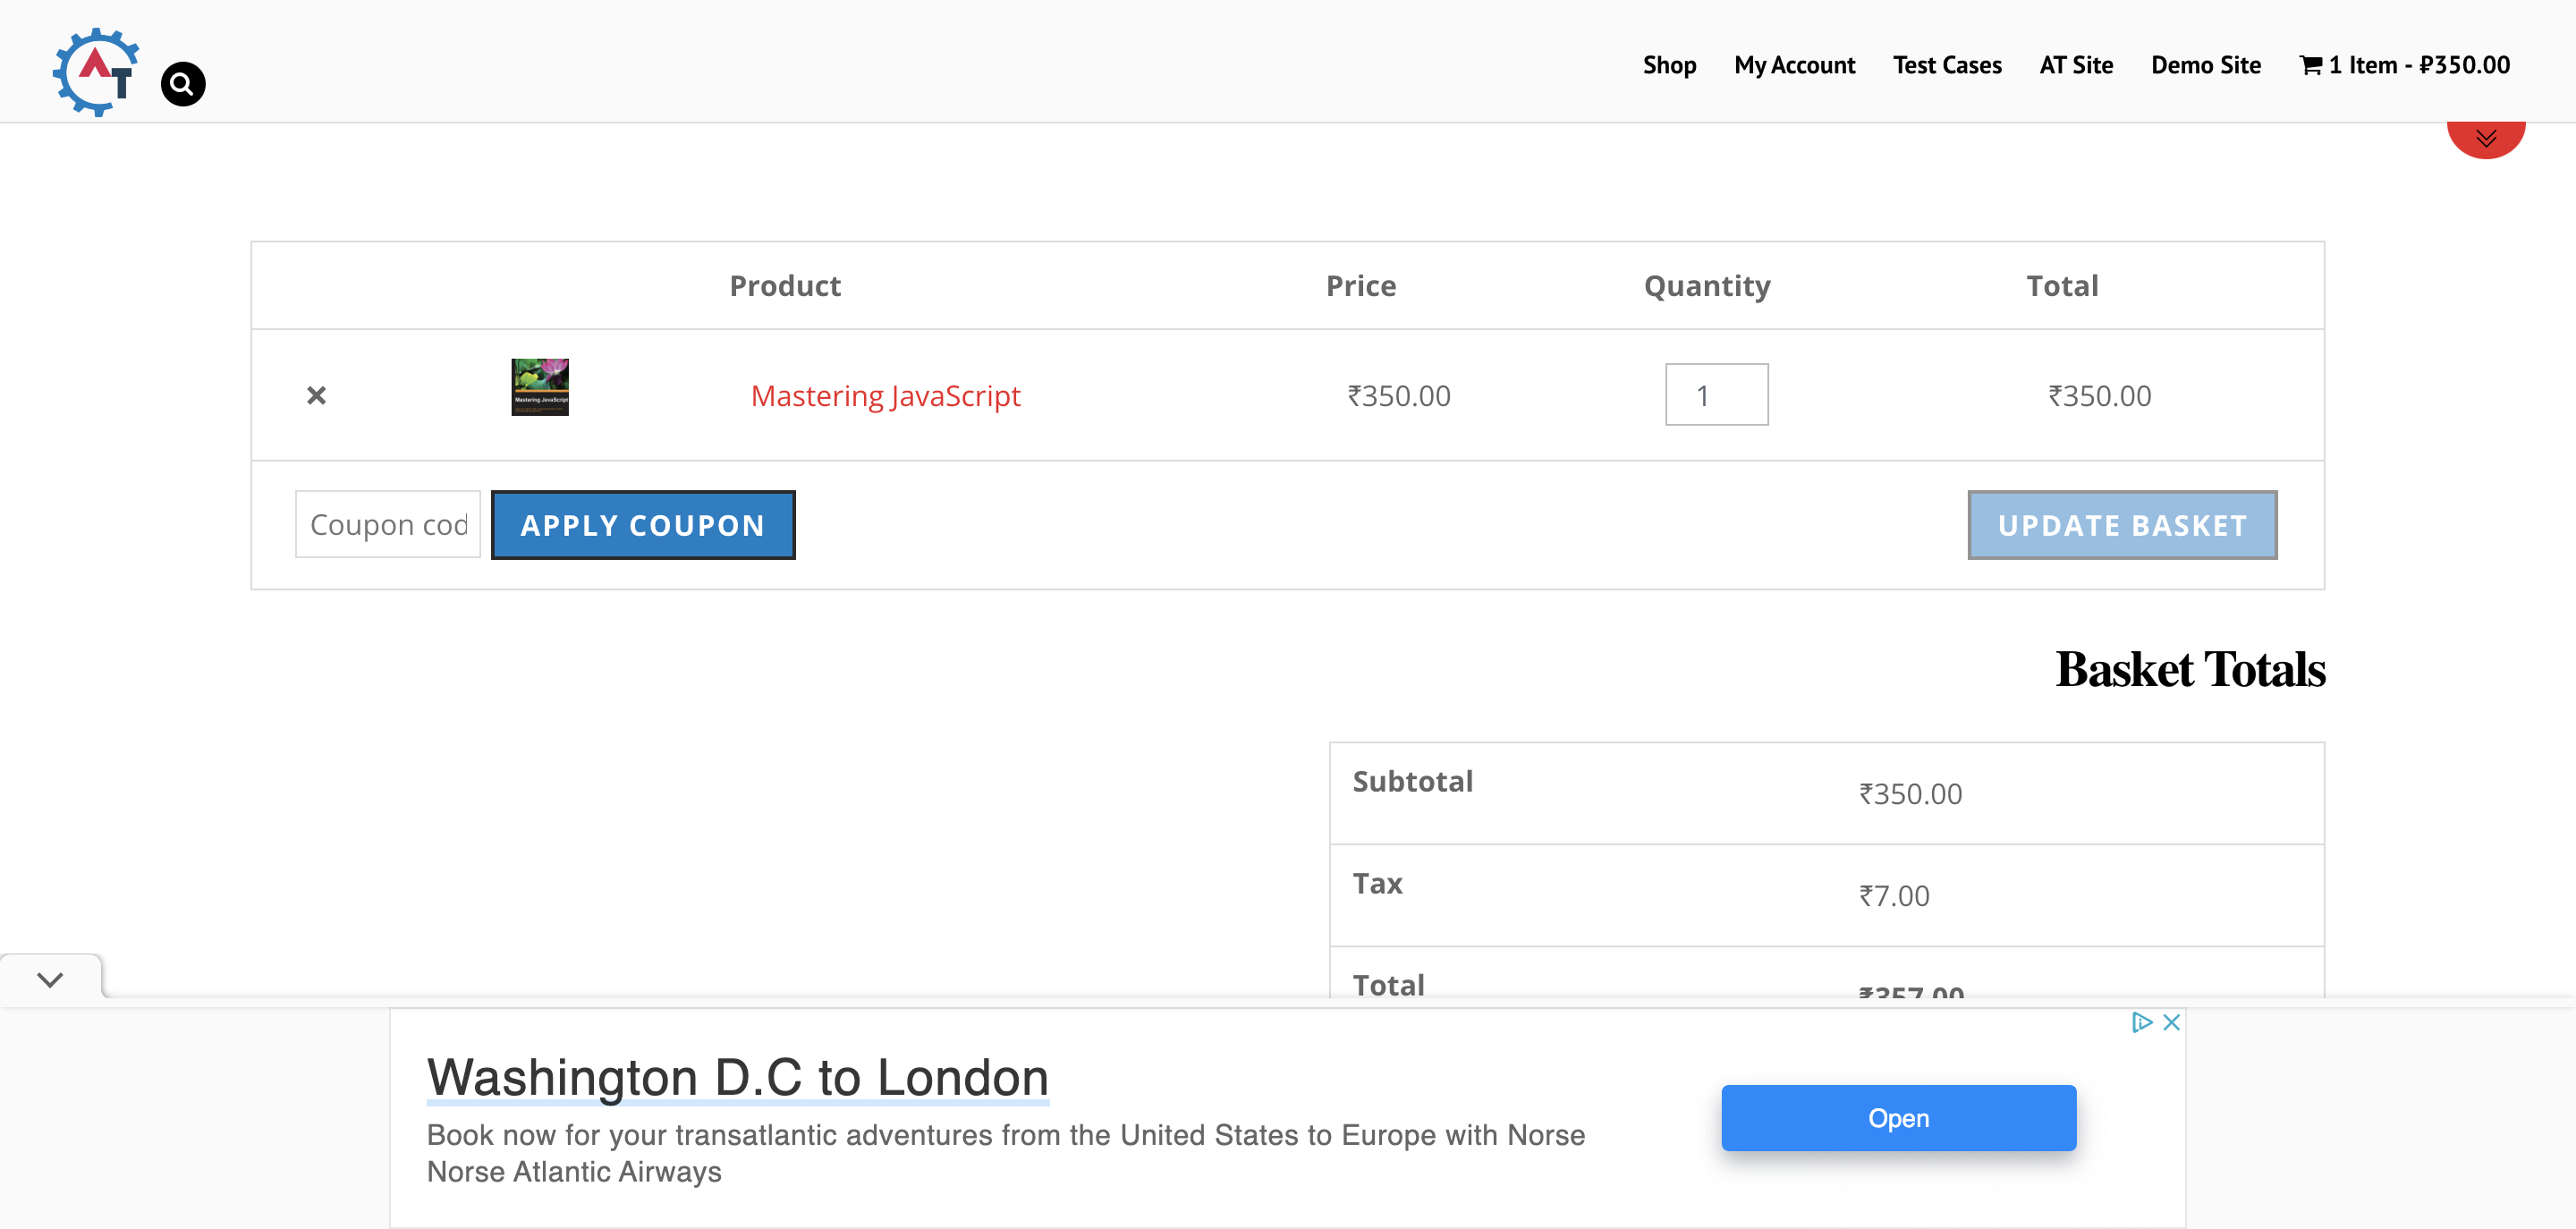 AT
Shop My Account Test Cases AT Site Demo Site 1 Item - ₽350.00
Product Price Quantity Total
Mastering JavaScript
× Mastering JavaScript ₹350.00 1 ₹350.00
Coupon cod APPLY COUPON UPDATE BASKET
Basket Totals
Subtotal ₹350.00
Tax ₹7.00
Total ₹357.00
Washington D.C to London
Book now for your transatlantic adventures from the United States to Europe with Norse
Norse Atlantic Airways
Open